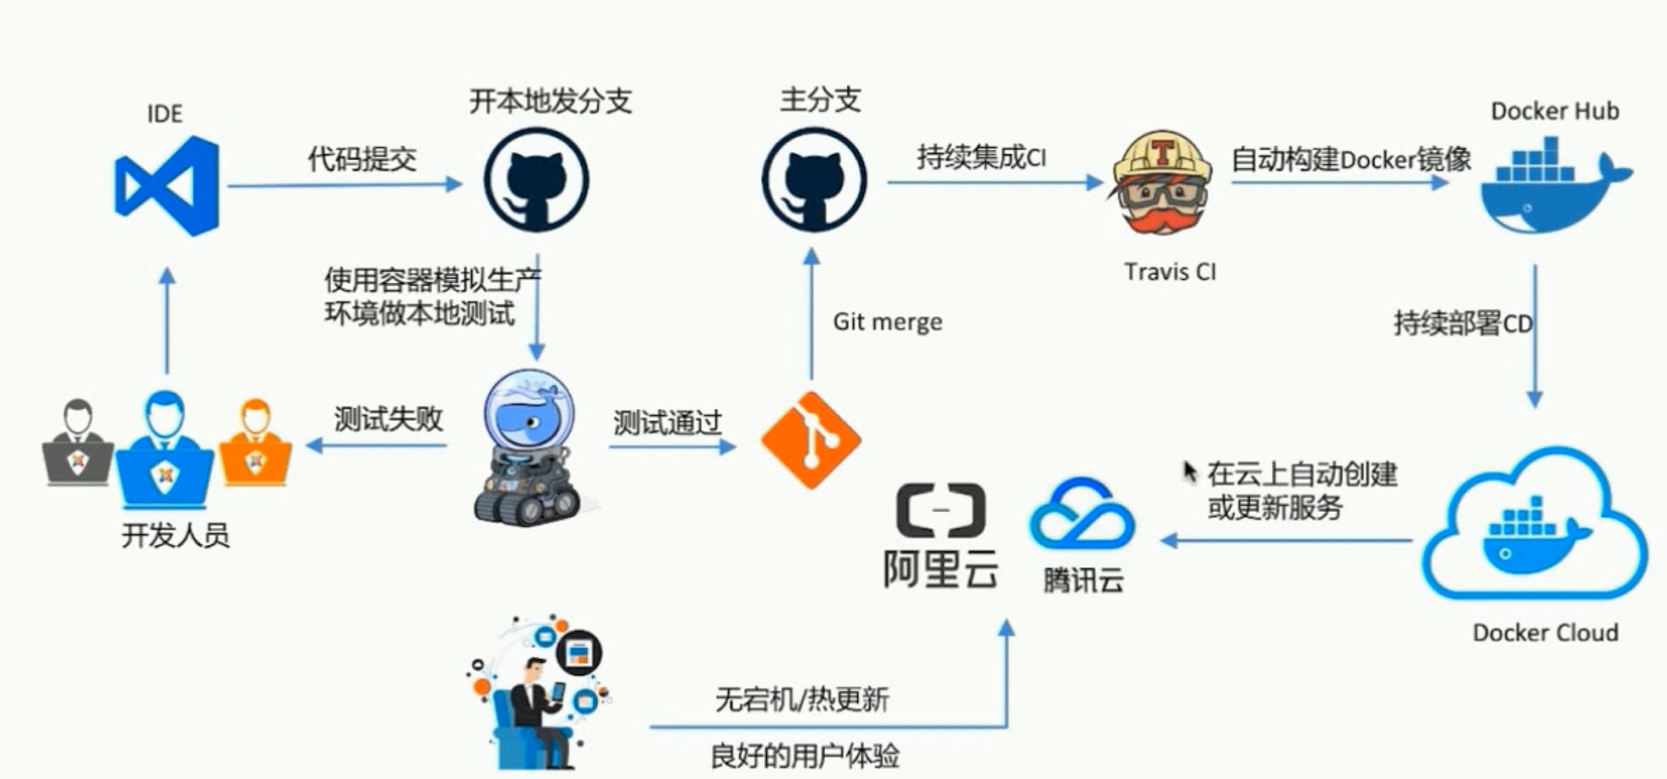 IDE
开本地发分支
主分支
Docker Hub
代码提交
持续集成CI
自动构建Docker镜像
T
Travis CI
使用容器模拟生产
环境做本地测试
Git merge
持续部署CD
测试失败
测试通过
开发人员
在云上自动创建
或更新服务
阿里云
腾讯云
Docker Cloud
无宕机/热更新
良好的用户体验